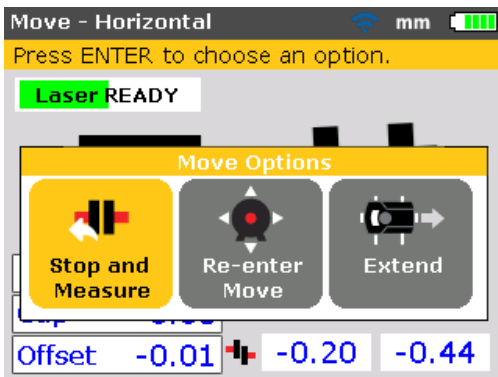 Move - Horizontal mm
Press ENTER to choose an option.
Laser READY
Move Options
Stop and Measure
Re-enter Move
Extend
Offset -0.01 -0.20 -0.44